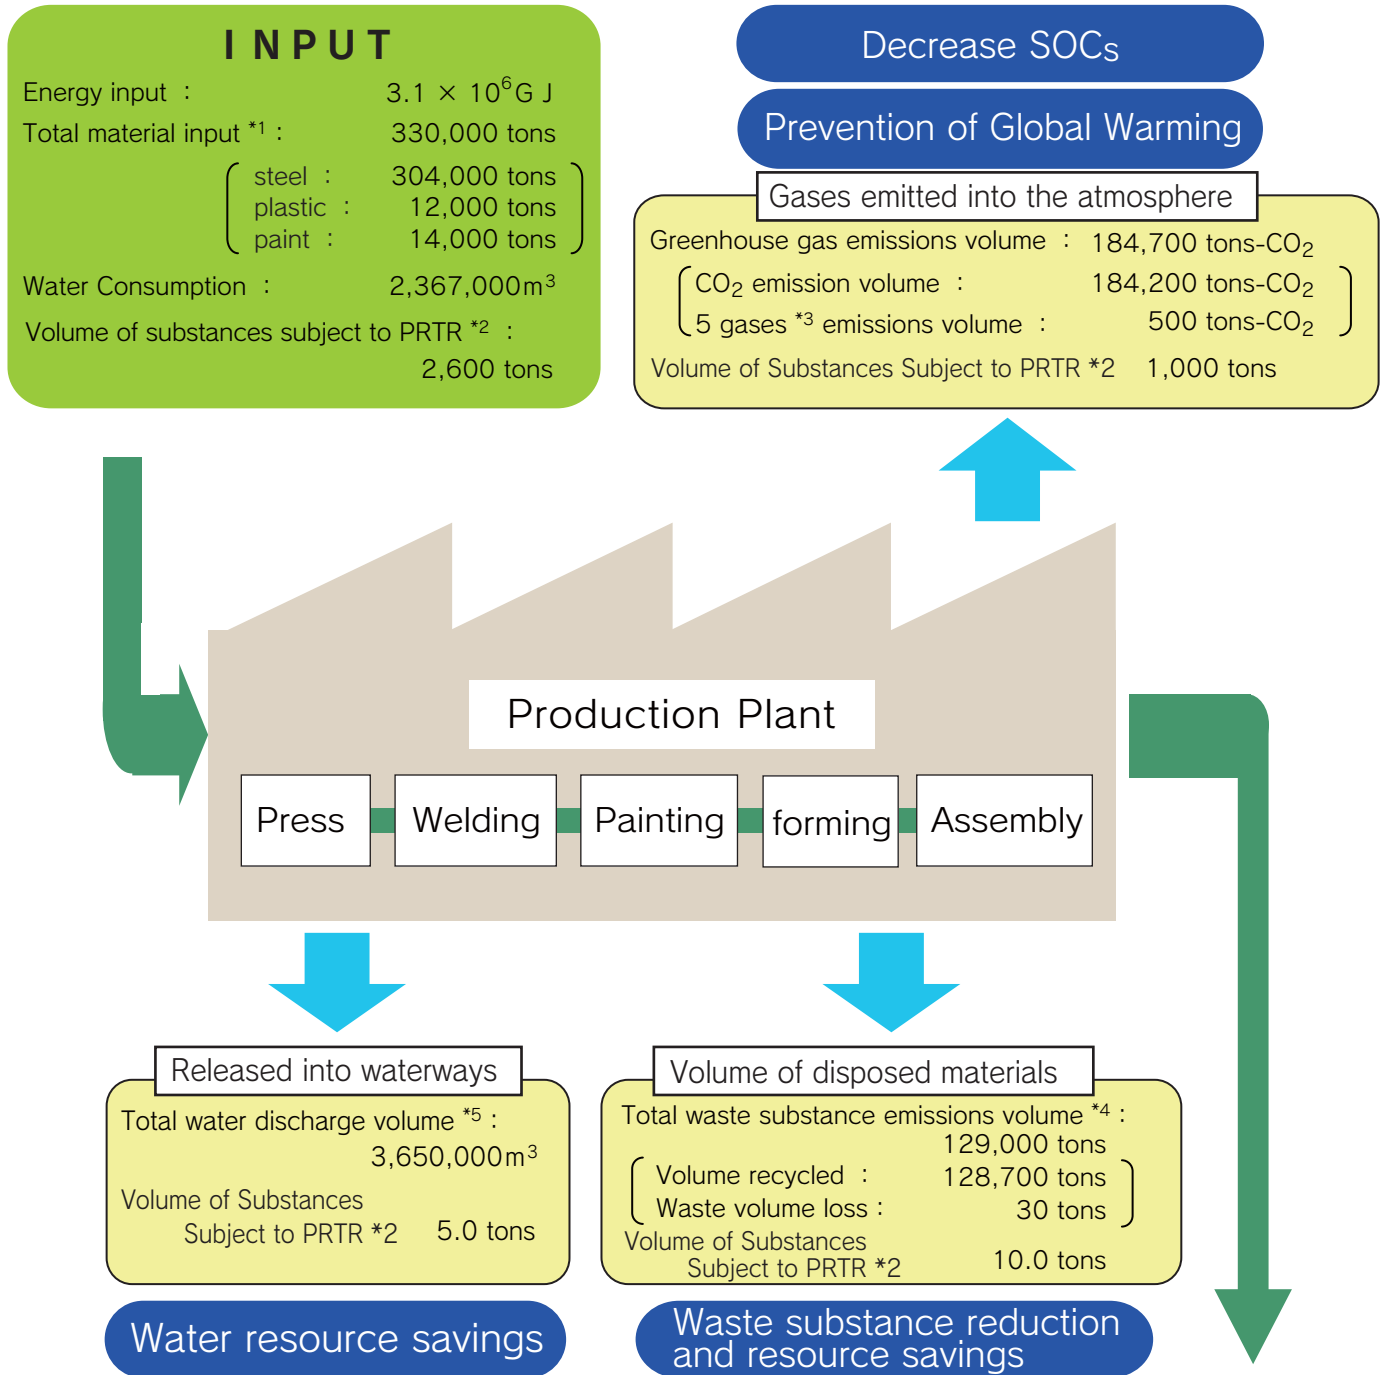 INPUT
Energy input : 3.1 × 10⁶G J
Total material input *1 : 330,000 tons
steel : 304,000 tons
plastic : 12,000 tons
paint : 14,000 tons
Water Consumption : 2,367,000m³
Volume of substances subject to PRTR *2 :
2,600 tons
Decrease SOCs
Prevention of Global Warming
Gases emitted into the atmosphere
Greenhouse gas emissions volume : 184,700 tons-CO₂
CO₂ emission volume : 184,200 tons-CO₂
5 gases *3 emissions volume : 500 tons-CO₂
Volume of Substances Subject to PRTR *2 1,000 tons
Production Plant
Press
Welding
Painting
forming
Assembly
Released into waterways
Total water discharge volume *5 :
3,650,000m³
Volume of Substances
Subject to PRTR *2 5.0 tons
Water resource savings
Volume of disposed materials
Total waste substance emissions volume *4 :
129,000 tons
Volume recycled : 128,700 tons
Waste volume loss : 30 tons
Volume of Substances
Subject to PRTR *2 10.0 tons
Waste substance reduction
and resource savings